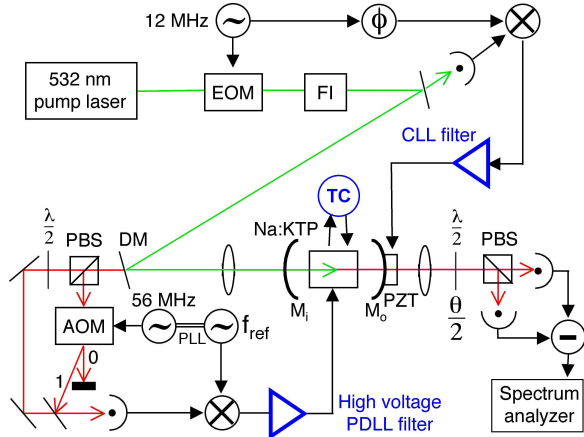 12 MHz
~
ϕ
532 nm
pump laser
EOM
FI
CLL filter
TC
Na:KTP
λ/2
PBS
DM
λ/2
PBS
M_i
M_o
PZT
θ/2
56 MHz
AOM
~
~
f_ref
PLL
0
1
High voltage
PDLL filter
Spectrum
analyzer